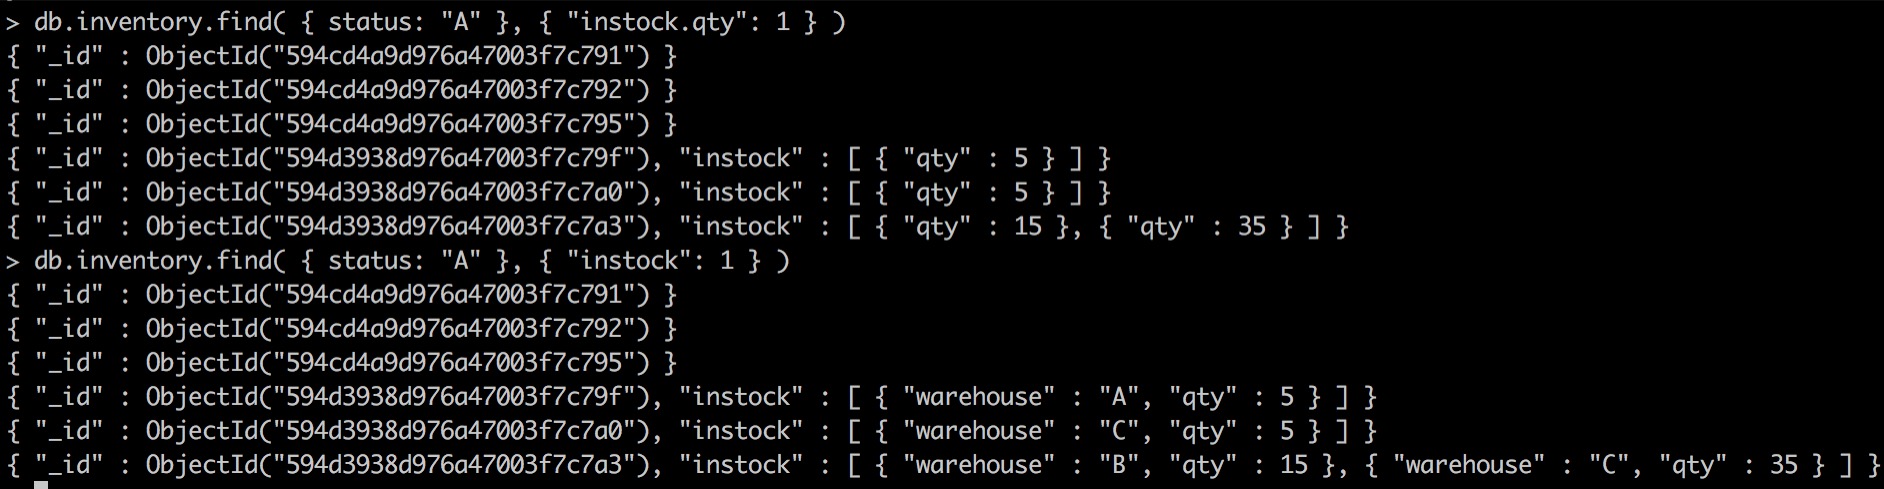 > db.inventory.find( { status: "A" }, { "instock.qty": 1 } )
{ "_id" : ObjectId("594cd4a9d976a47003f7c791") }
{ "_id" : ObjectId("594cd4a9d976a47003f7c792") }
{ "_id" : ObjectId("594cd4a9d976a47003f7c795") }
{ "_id" : ObjectId("594d3938d976a47003f7c79f"), "instock" : [ { "qty" : 5 } ] }
{ "_id" : ObjectId("594d3938d976a47003f7c7a0"), "instock" : [ { "qty" : 5 } ] }
{ "_id" : ObjectId("594d3938d976a47003f7c7a3"), "instock" : [ { "qty" : 15 }, { "qty" : 35 } ] }
> db.inventory.find( { status: "A" }, { "instock": 1 } )
{ "_id" : ObjectId("594cd4a9d976a47003f7c791") }
{ "_id" : ObjectId("594cd4a9d976a47003f7c792") }
{ "_id" : ObjectId("594cd4a9d976a47003f7c795") }
{ "_id" : ObjectId("594d3938d976a47003f7c79f"), "instock" : [ { "warehouse" : "A", "qty" : 5 } ] }
{ "_id" : ObjectId("594d3938d976a47003f7c7a0"), "instock" : [ { "warehouse" : "C", "qty" : 5 } ] }
{ "_id" : ObjectId("594d3938d976a47003f7c7a3"), "instock" : [ { "warehouse" : "B", "qty" : 15 }, { "warehouse" : "C", "qty" : 35 } ] }